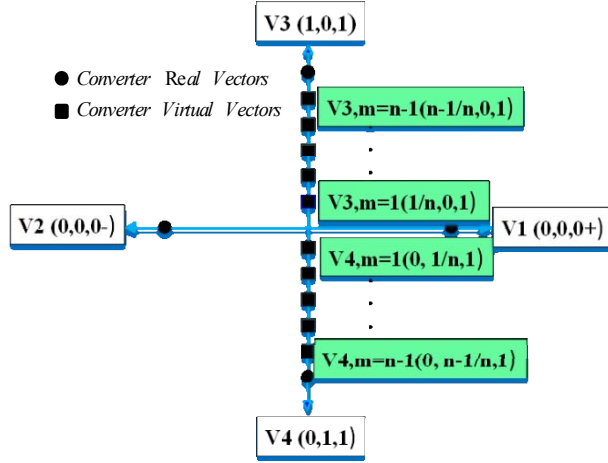 V3 (1,0,1)
Converter Real Vectors
Converter Virtual Vectors
V3,m=n-1(n-1/n,0,1)
V3,m=1(1/n,0,1)
V2 (0,0,0-)
V1 (0,0,0+)
V4,m=1(0, 1/n,1)
V4,m=n-1(0, n-1/n,1)
V4 (0,1,1)